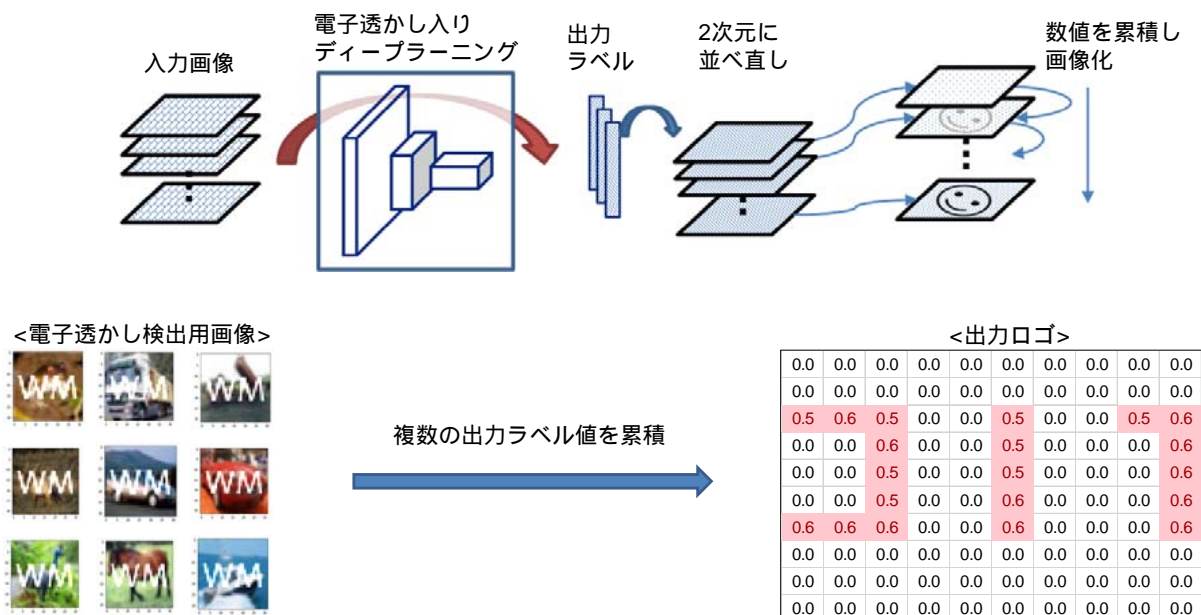 電子透かし入り
ディープラーニング
入力画像
出力
ラベル
2次元に
並べ直し
数値を累積し
画像化
<電子透かし検出用画像>
WM WM WM
WM WM WM
WM WM WM
複数の出力ラベル値を累積
<出力ロゴ>
0.0 0.0 0.0 0.0 0.0 0.0 0.0 0.0 0.0 0.0
0.0 0.0 0.0 0.0 0.0 0.0 0.0 0.0 0.0 0.0
0.5 0.6 0.5 0.0 0.0 0.5 0.0 0.0 0.5 0.6
0.0 0.0 0.6 0.0 0.0 0.5 0.0 0.0 0.0 0.6
0.0 0.0 0.5 0.0 0.0 0.5 0.0 0.0 0.0 0.6
0.0 0.0 0.5 0.0 0.0 0.6 0.0 0.0 0.0 0.6
0.6 0.6 0.6 0.0 0.0 0.6 0.0 0.0 0.0 0.6
0.0 0.0 0.0 0.0 0.0 0.0 0.0 0.0 0.0 0.0
0.0 0.0 0.0 0.0 0.0 0.0 0.0 0.0 0.0 0.0
0.0 0.0 0.0 0.0 0.0 0.0 0.0 0.0 0.0 0.0